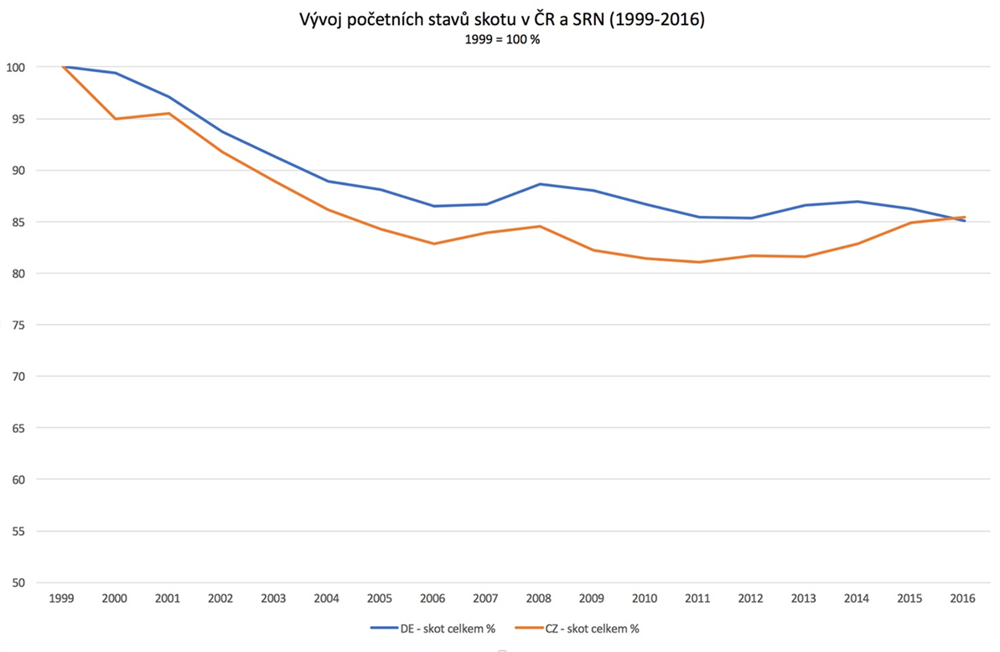 Vývoj početních stavů skotu v ČR a SRN (1999-2016)
1999 = 100 %
100
95
90
85
80
75
70
65
60
55
50
1999 2000 2001 2002 2003 2004 2005 2006 2007 2008 2009 2010 2011 2012 2013 2014 2015 2016
DE - skot celkem % CZ - skot celkem %